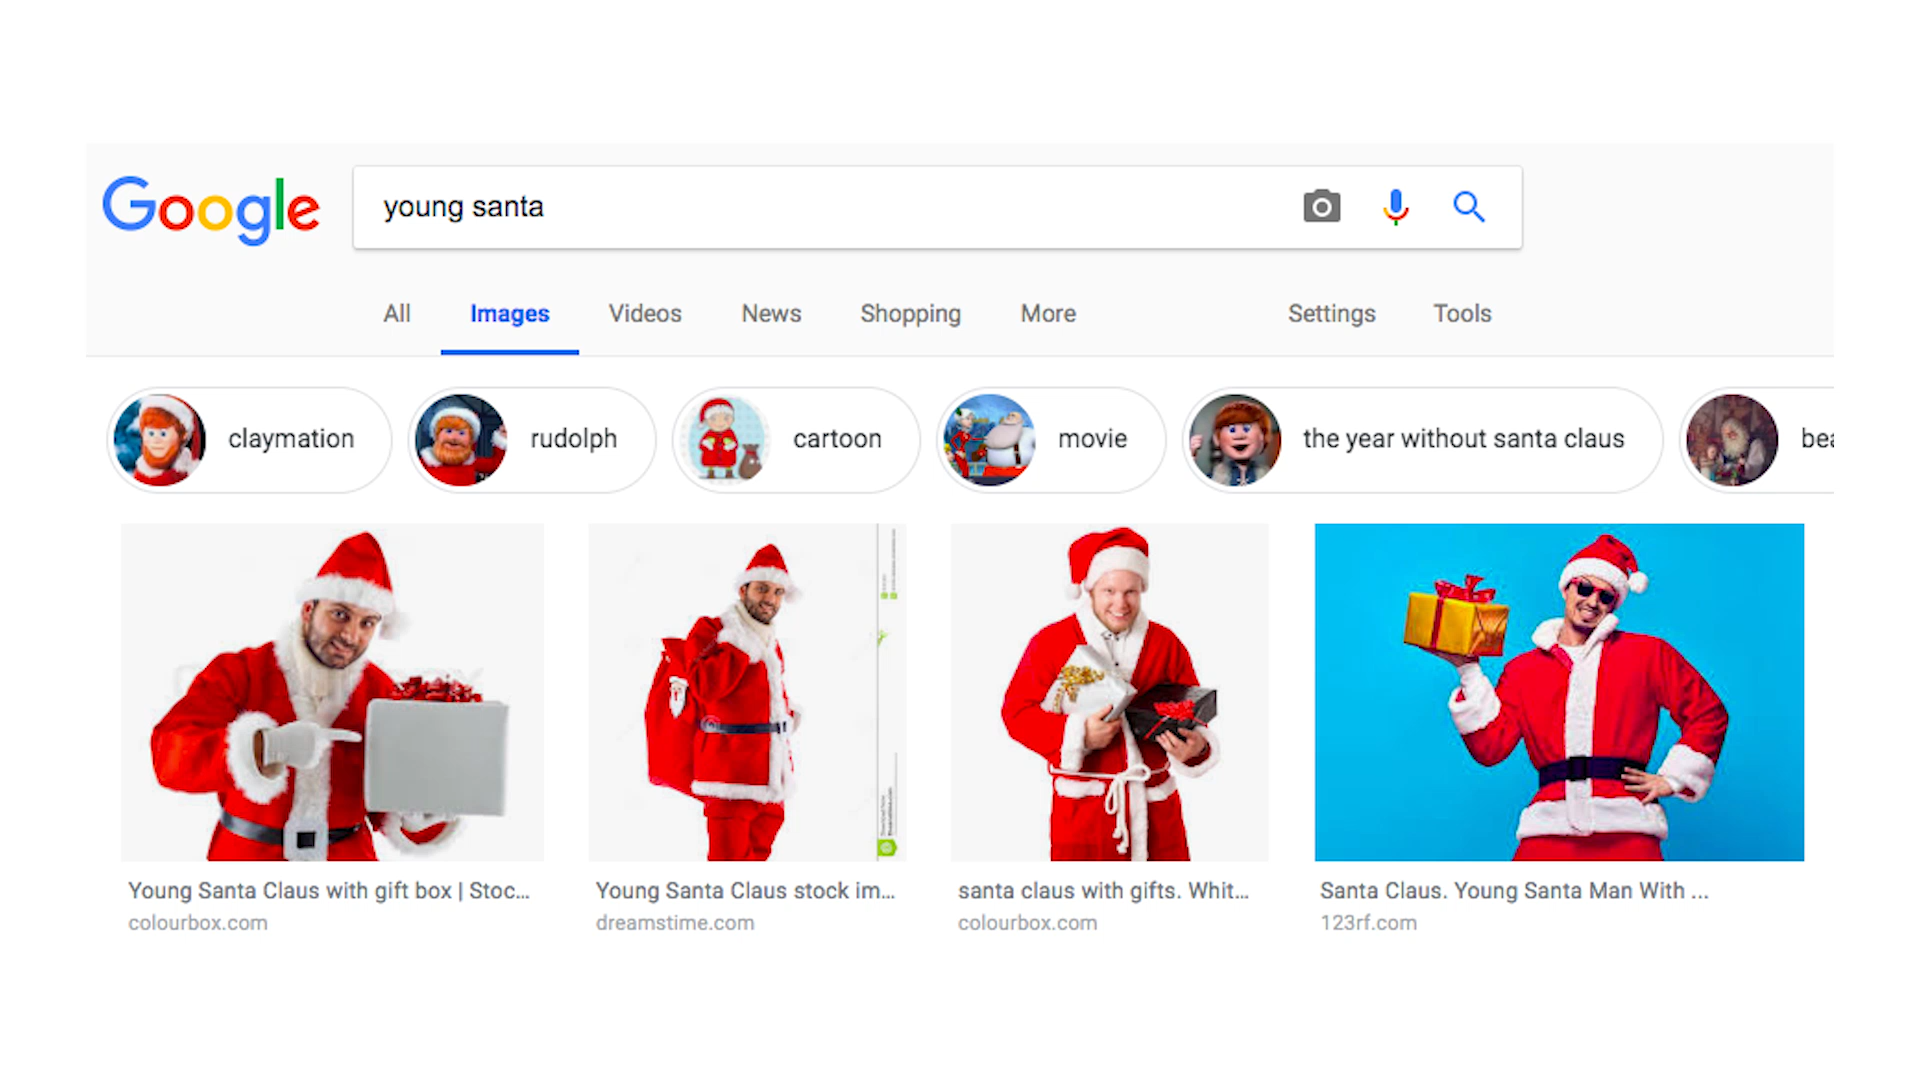 Google
young santa
All Images Videos News Shopping More Settings Tools
claymation rudolph cartoon movie the year without santa claus bea
Young Santa Claus with gift box | Stoc... Young Santa Claus stock im... santa claus with gifts. Whit... Santa Claus. Young Santa Man With ...
colourbox.com dreamstime.com colourbox.com 123rf.com